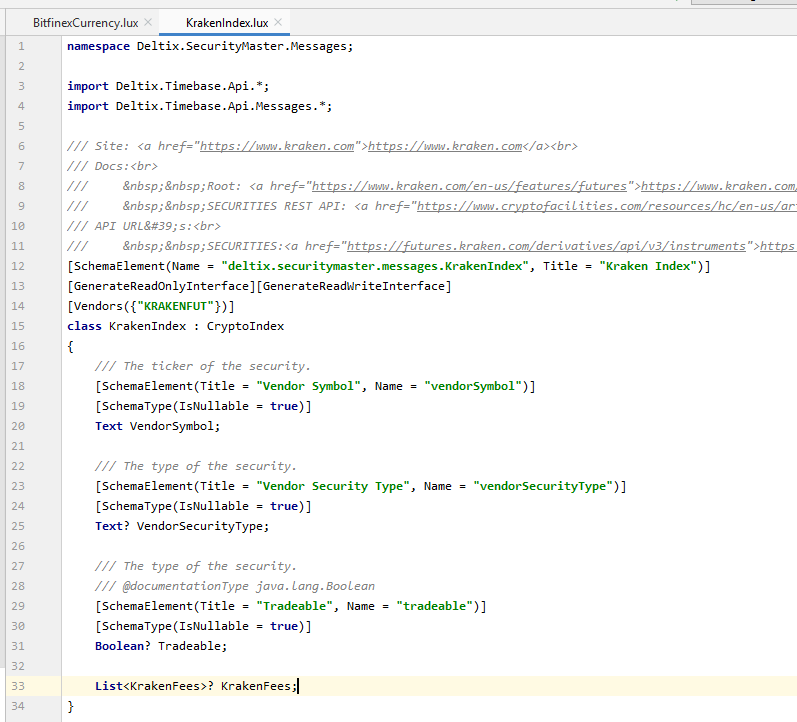 BitfinexCurrency.lux × KrakenIndex.lux ×
1 namespace Deltix.SecurityMaster.Messages;
2
3 import Deltix.Timebase.Api.*;
4 import Deltix.Timebase.Api.Messages.*;
5
6 /// Site: <a href="https://www.kraken.com">https://www.kraken.com</a><br>
7 /// Docs:<br>
8 ///     &nbsp;&nbsp;Root: <a href="https://www.kraken.com/en-us/features/futures">https://www.kraken.com/
9 ///     &nbsp;&nbsp;SECURITIES REST API: <a href="https://www.cryptofacilities.com/resources/hc/en-us/ar
10 /// API URL&#39;s:<br>
11 ///     &nbsp;&nbsp;SECURITIES:<a href="https://futures.kraken.com/derivatives/api/v3/instruments">https
12 [SchemaElement(Name = "deltix.securitymaster.messages.KrakenIndex", Title = "Kraken Index")]
13 [GenerateReadOnlyInterface][GenerateReadWriteInterface]
14 [Vendors({"KRAKENFUT"})]
15 class KrakenIndex : CryptoIndex
16 {
17     /// The ticker of the security.
18     [SchemaElement(Title = "Vendor Symbol", Name = "vendorSymbol")]
19     [SchemaType(IsNullable = true)]
20     Text VendorSymbol;
21
22     /// The type of the security.
23     [SchemaElement(Title = "Vendor Security Type", Name = "vendorSecurityType")]
24     [SchemaType(IsNullable = true)]
25     Text? VendorSecurityType;
26
27     /// The type of the security.
28     /// @documentationType java.lang.Boolean
29     [SchemaElement(Title = "Tradeable", Name = "tradeable")]
30     [SchemaType(IsNullable = true)]
31     Boolean? Tradeable;
32
33     List<KrakenFees>? KrakenFees;
34 }